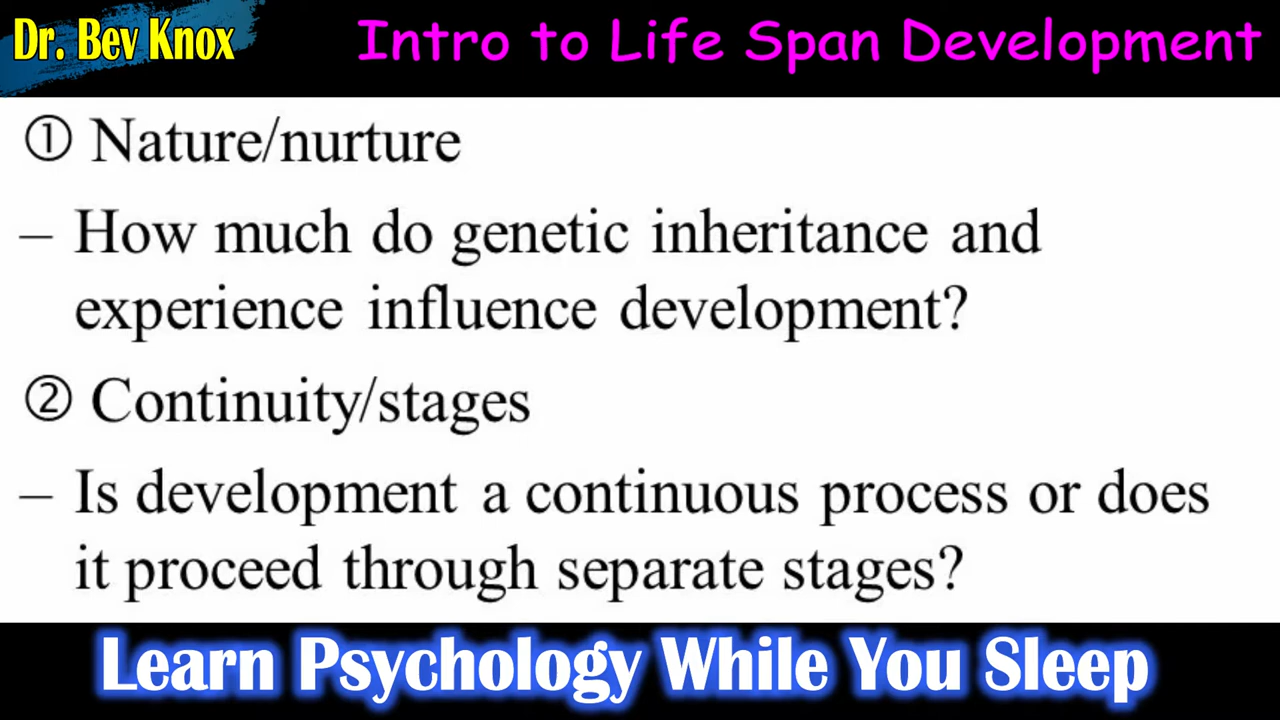 Dr. Bev Knox
Intro to Life Span Development
① Nature/nurture
– How much do genetic inheritance and
experience influence development?
② Continuity/stages
– Is development a continuous process or does
it proceed through separate stages?
Learn Psychology While You Sleep